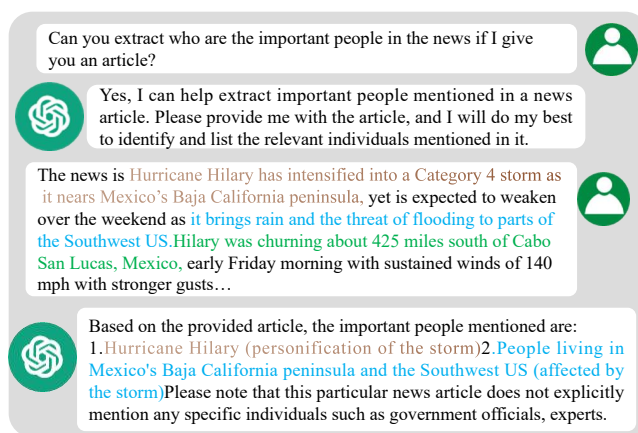 Can you extract who are the important people in the news if I give
you an article?
Yes, I can help extract important people mentioned in a news
article. Please provide me with the article, and I will do my best
to identify and list the relevant individuals mentioned in it.
The news is Hurricane Hilary has intensified into a Category 4 storm as
it nears Mexico's Baja California peninsula, yet is expected to weaken
over the weekend as it brings rain and the threat of flooding to parts of
the Southwest US.Hilary was churning about 425 miles south of Cabo
San Lucas, Mexico, early Friday morning with sustained winds of 140
mph with stronger gusts…
Based on the provided article, the important people mentioned are:
1.Hurricane Hilary (personification of the storm)2.People living in
Mexico's Baja California peninsula and the Southwest US (affected by
the storm)Please note that this particular news article does not explicitly
mention any specific individuals such as government officials, experts.